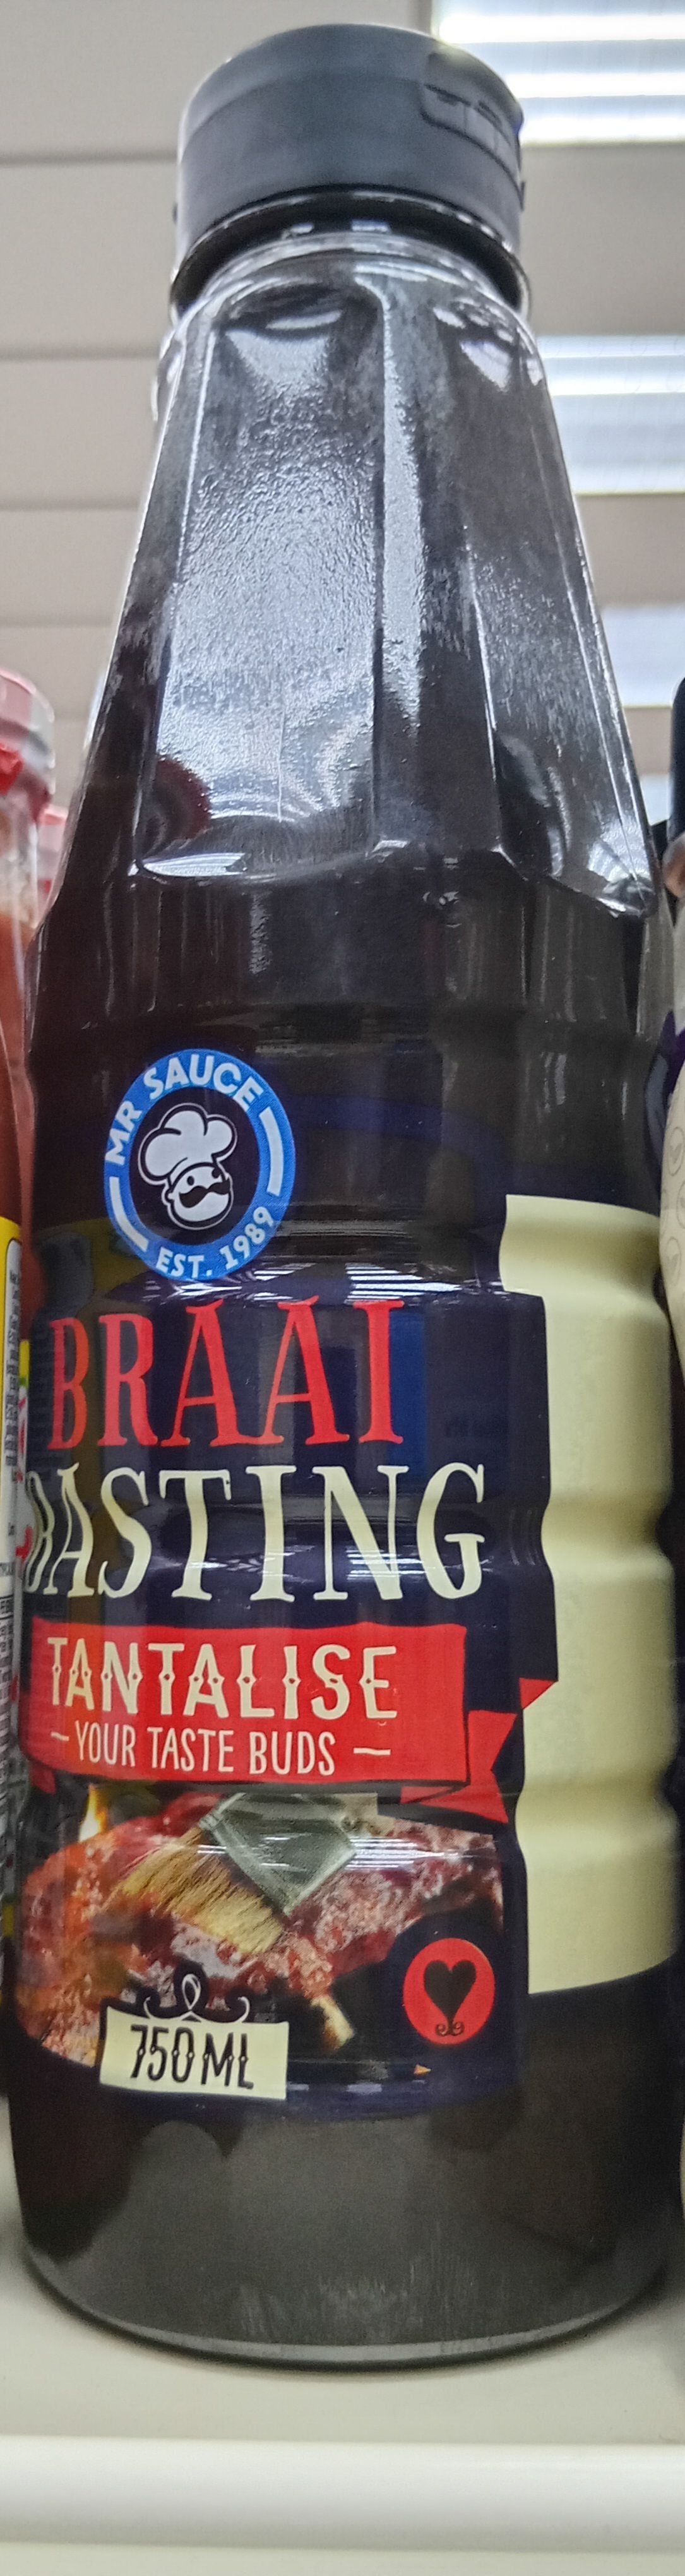 MR SAUCE
EST. 1989
BRAAI
BASTING
TANTALISE
~YOUR TASTE BUDS~
750ML